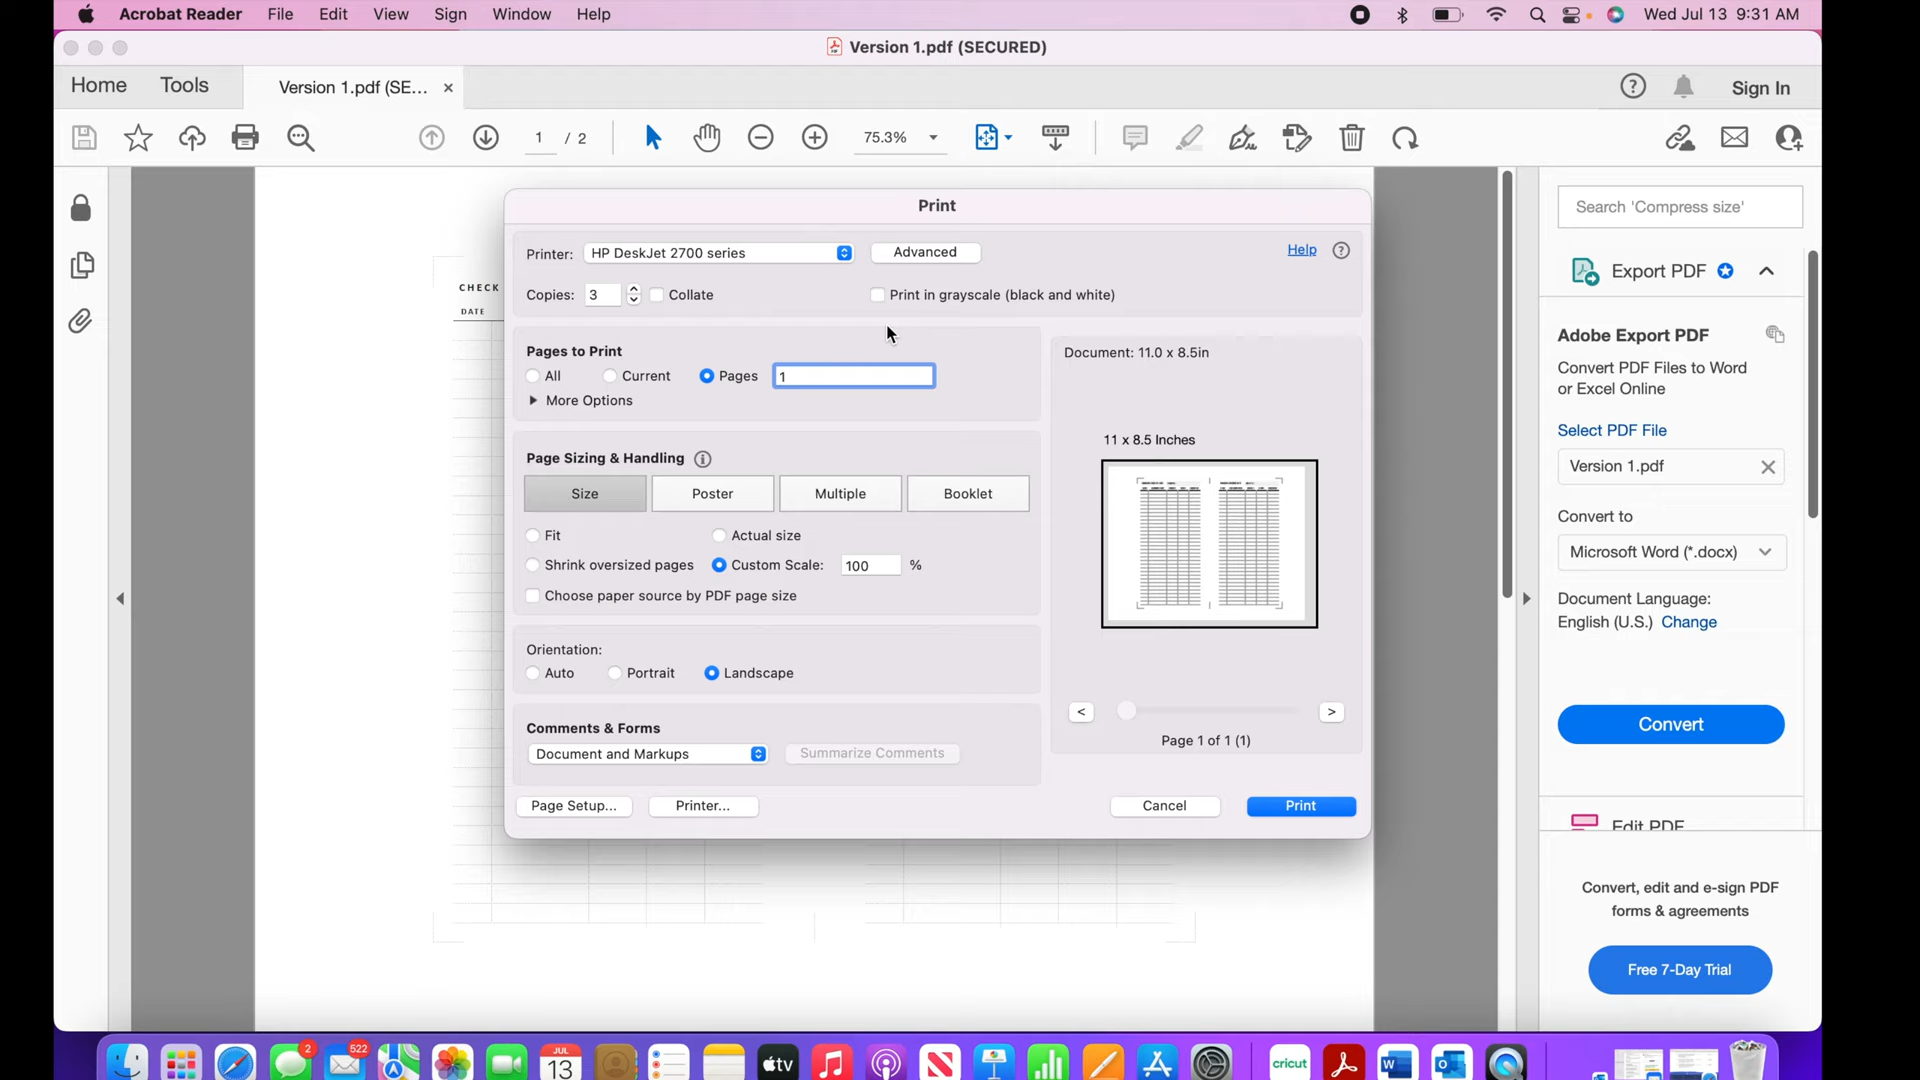 Acrobat Reader File Edit View Sign Window Help Wed Jul 13 9:31 AM
Version 1.pdf (SECURED)
Home Tools Version 1.pdf (SE... × Sign In
1 / 2 75.3%
Search 'Compress size'
Export PDF
Adobe Export PDF
Convert PDF Files to Word
or Excel Online
Select PDF File
Version 1.pdf
Convert to
Microsoft Word (*.docx)
Document Language:
English (U.S.) Change
Convert
Edit PDF
Convert, edit and e-sign PDF
forms & agreements
Free 7-Day Trial
CHECK
DATE
Print
Printer: HP DeskJet 2700 series Advanced Help ?
Copies: 3 Collate Print in grayscale (black and white)
Pages to Print
All Current Pages 1
More Options
Page Sizing & Handling
Size Poster Multiple Booklet
Fit Actual size
Shrink oversized pages Custom Scale: 100 %
Choose paper source by PDF page size
Orientation:
Auto Portrait Landscape
Comments & Forms
Document and Markups Summarize Comments
Page Setup... Printer...
Document: 11.0 x 8.5in
11 x 8.5 Inches
< >
Page 1 of 1 (1)
Cancel Print
2 522 JUL 13 tv cricut W